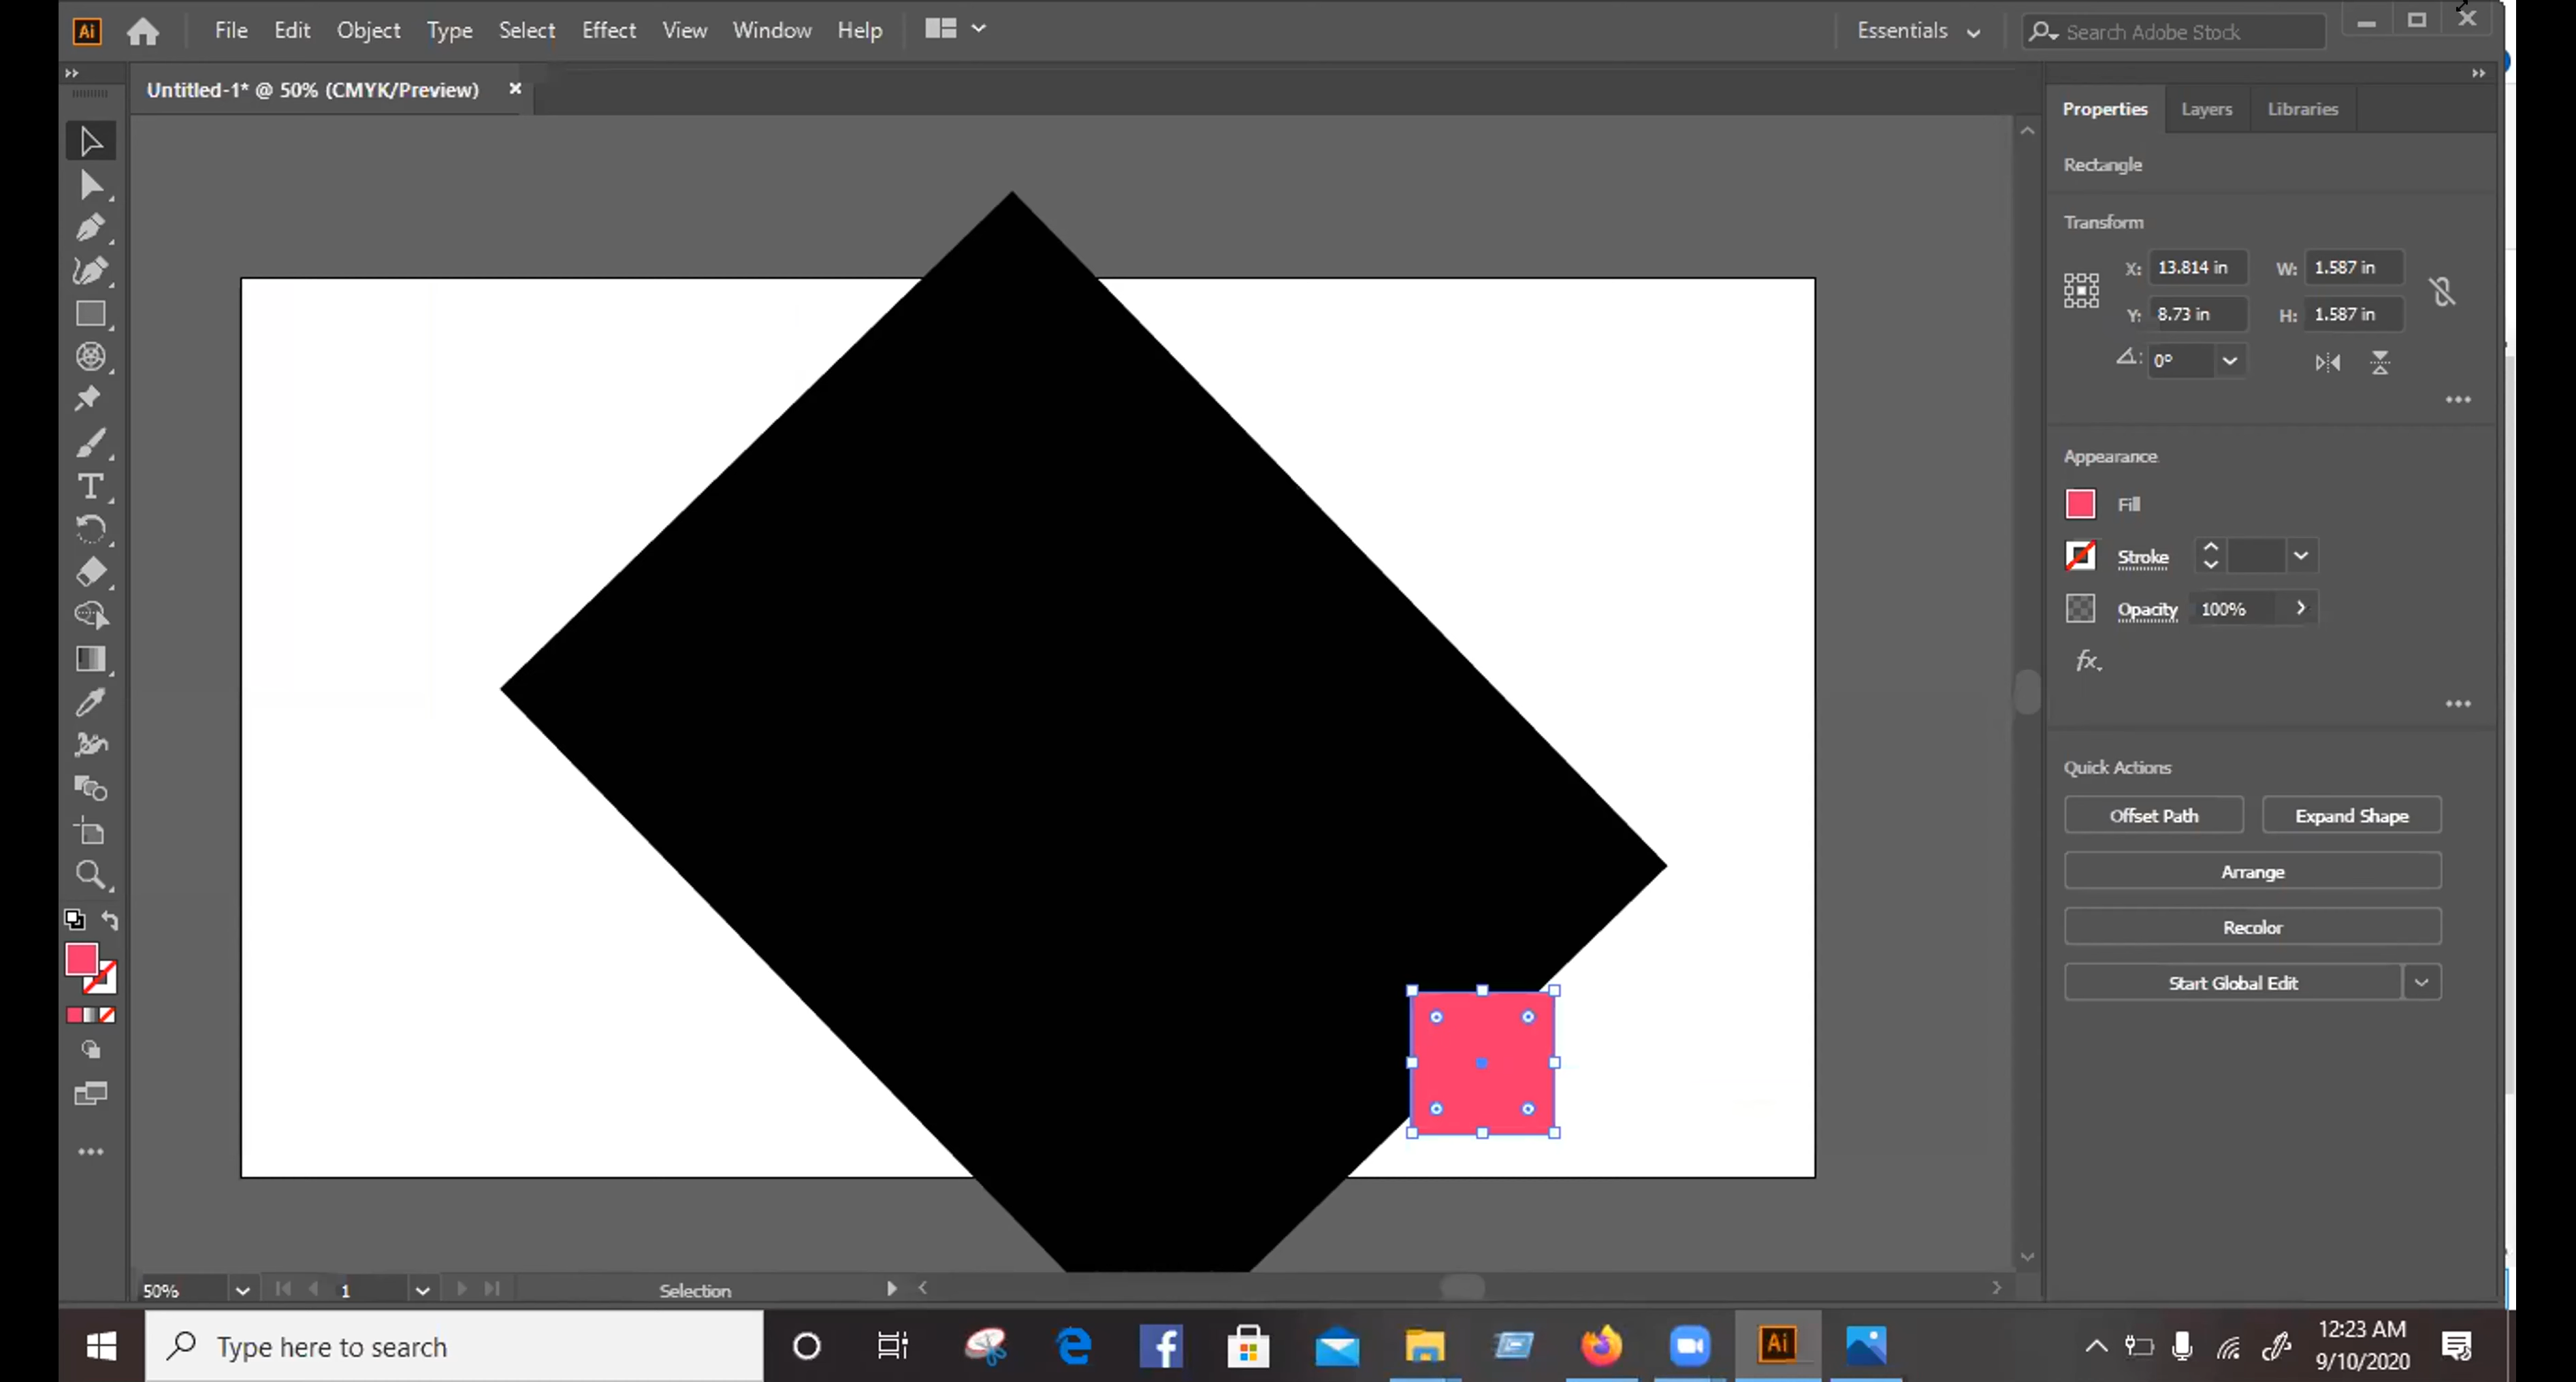 Ai File Edit Object Type Select Effect View Window Help Essentials Search Adobe Stock
Untitled-1* @ 50% (CMYK/Preview)
Properties Layers Libraries
Rectangle
Transform
X: 13.814 in W: 1.587 in
Y: 8.73 in H: 1.587 in
0°
Appearance
Fill
Stroke
Opacity 100%
fx.
Quick Actions
Offset Path Expand Shape
Arrange
Recolor
Start Global Edit
T
50% 1 Selection
Type here to search
Ai
12:23 AM
9/10/2020